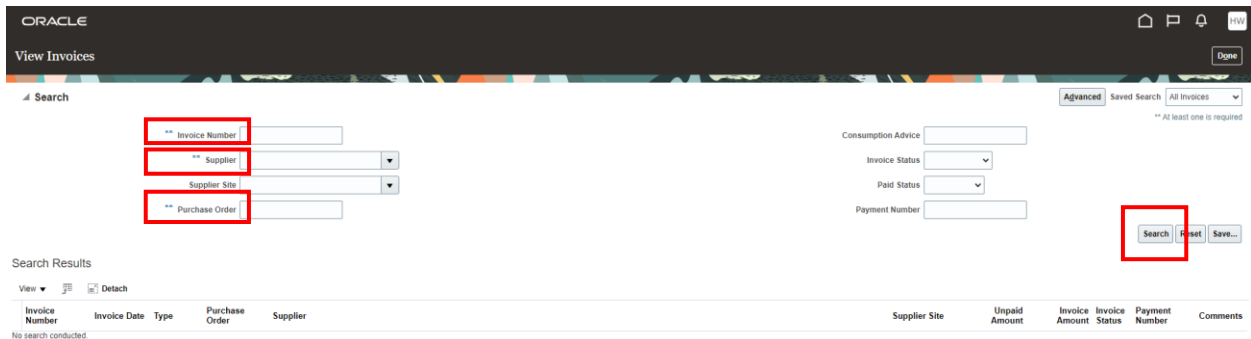 ORACLE
HW
View Invoices
Done
Search
Advanced Saved Search All Invoices
** At least one is required
** Invoice Number
Consumption Advice
** Supplier
Invoice Status
Supplier Site
Paid Status
** Purchase Order
Payment Number
Search Reset Save...
Search Results
View Detach
Invoice Number Invoice Date Type Purchase Order Supplier Supplier Site Unpaid Amount Invoice Amount Invoice Status Payment Number Comments
No search conducted.